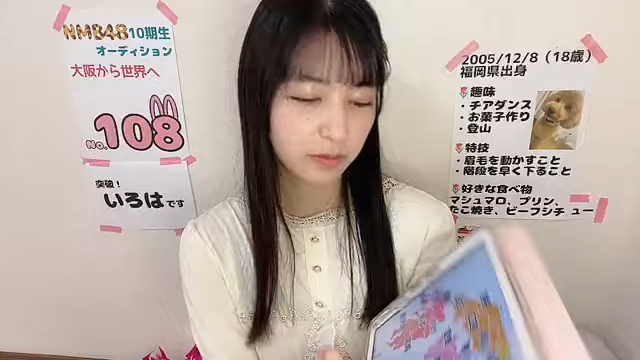 NMB48 10期生
オーディション
大阪から世界へ
No.108
突破！
いろはです
2005/12/8（18歳）
福岡県出身
趣味
・チアダンス
・お菓子作り
・登山
特技
・眉毛を動かすこと
・階段を早く下ること
好きな食べ物
マシュマロ、プリン、
たこ焼き、ビーフシチュー